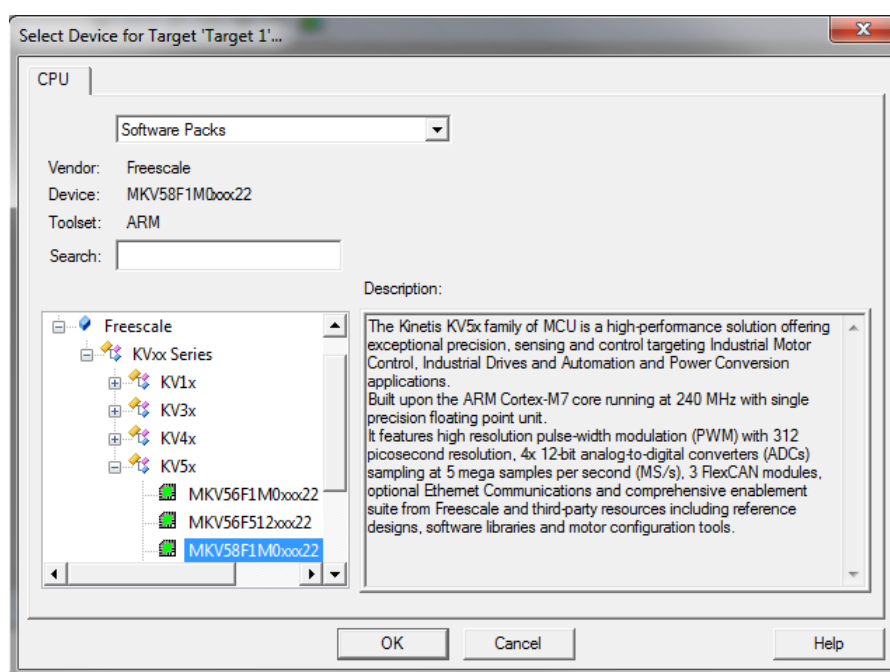 Select Device for Target 'Target 1'...
CPU
Software Packs
Vendor: Freescale
Device: MKV58F1M0xxx22
Toolset: ARM
Search:
Description:
Freescale
KVxx Series
KV1x
KV3x
KV4x
KV5x
MKV56F1M0xxx22
MKV56F512xxx22
MKV58F1M0xxx22
The Kinetis KV5x family of MCU is a high-performance solution offering
exceptional precision, sensing and control targeting Industrial Motor
Control, Industrial Drives and Automation and Power Conversion
applications.
Built upon the ARM Cortex-M7 core running at 240 MHz with single
precision floating point unit.
It features high resolution pulse-width modulation (PWM) with 312
picosecond resolution, 4x 12-bit analog-to-digital converters (ADCs)
sampling at 5 mega samples per second (MS/s), 3 FlexCAN modules,
optional Ethernet Communications and comprehensive enablement
suite from Freescale and third-party resources including reference
designs, software libraries and motor configuration tools.
OK
Cancel
Help